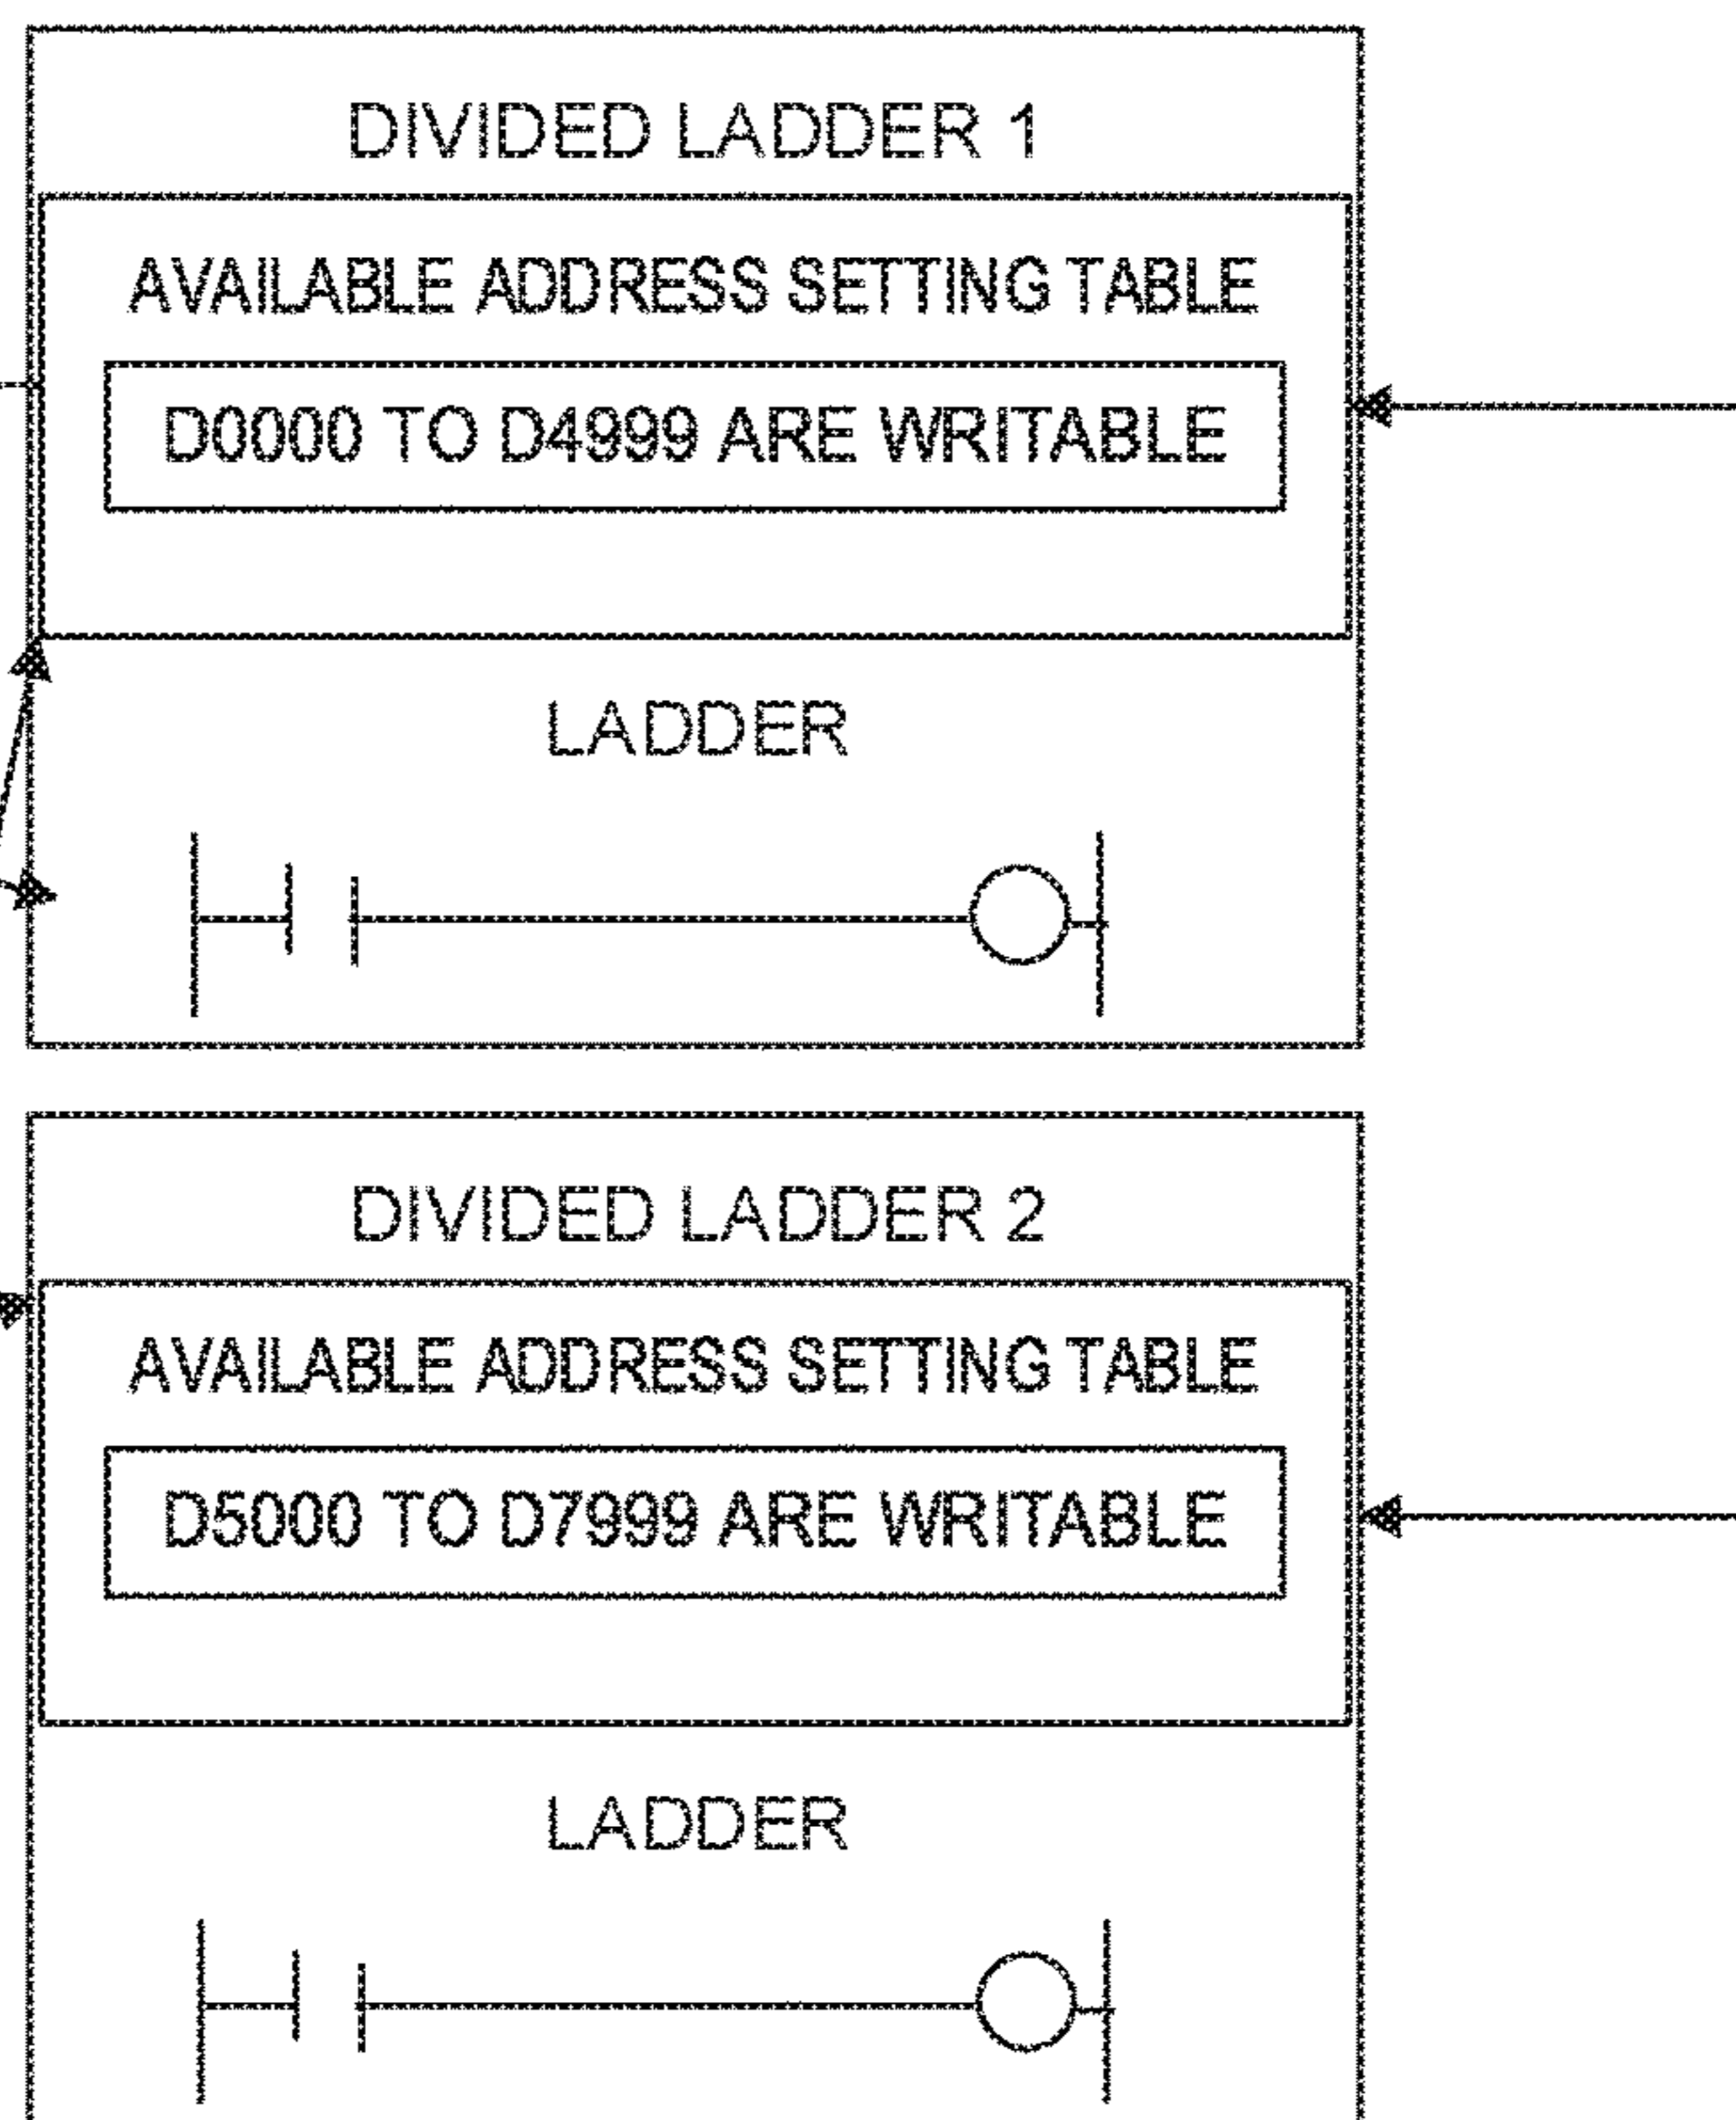 DIVIDED LADDER 1
AVAILABLE ADDRESS SETTING TABLE
D0000 TO D4999 ARE WRITABLE
LADDER
DIVIDED LADDER 2
AVAILABLE ADDRESS SETTING TABLE
D5000 TO D7999 ARE WRITABLE
LADDER